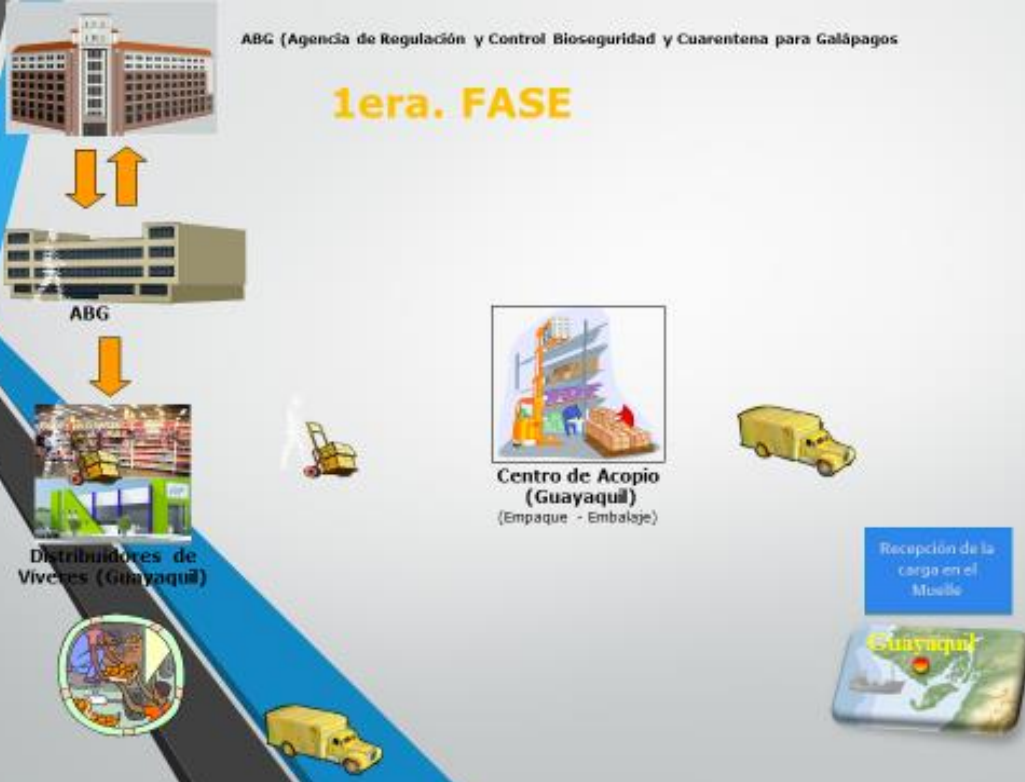 ABG (Agencia de Regulación y Control Bioseguridad y Cuarentena para Galápagos
1era. FASE
ABG
Centro de Acopio
(Guayaquil)
(Empaque - Embalaje)
Distribuidores de
Víveres (Guayaquil)
Recepción de la
carga en el
Muelle
Guayaquil